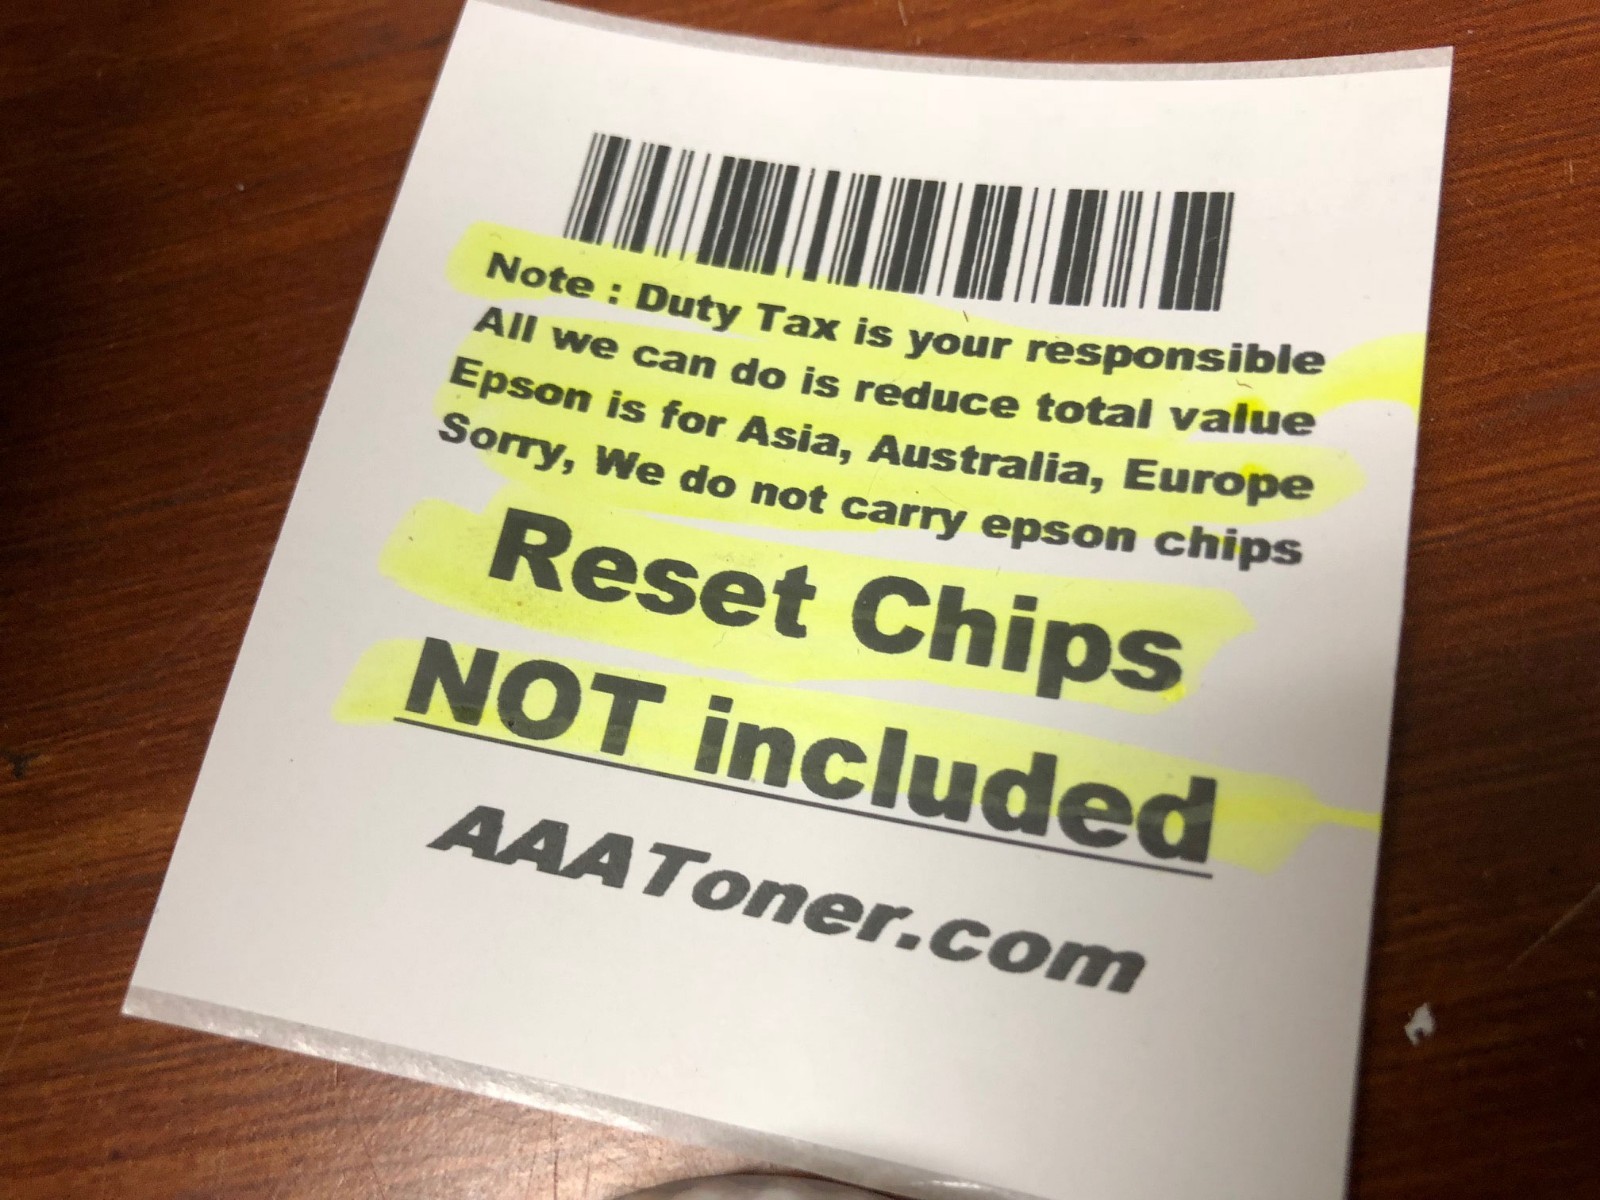 Note : Duty Tax is your responsible
All we can do is reduce total value
Epson is for Asia, Australia, Europe
Sorry, We do not carry epson chips
Reset Chips
NOT included
AAAToner.com